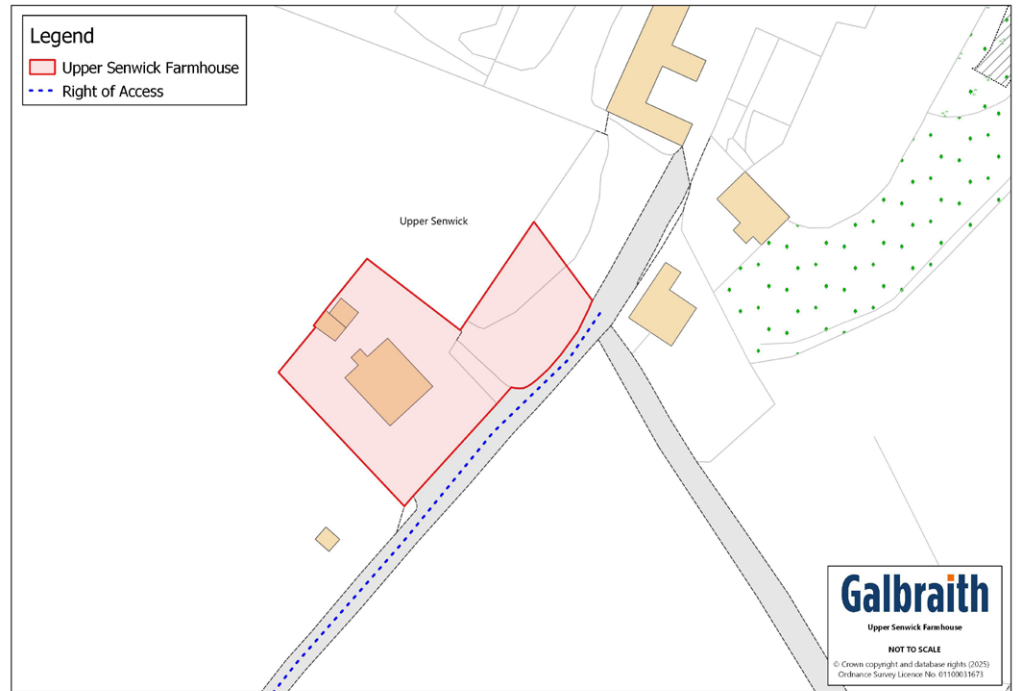 Legend
Upper Senwick Farmhouse
Right of Access
Upper Senwick
Galbraith
Upper Senwick Farmhouse
NOT TO SCALE
© Crown copyright and database rights (2025)
Ordnance Survey Licence No. 01100031673